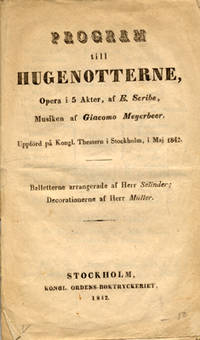 PROGRAM
till
HUGENOTTERNE,
Opera i 5 Akter, af E. Scribe,
Musiken af Giacomo Meyerbeer.
Uppförd på Kongl. Theatern i Stockholm, i Maj 1842.
Balletterne arrangerade af Herr Selinder;
Decorationerne af Herr Müller.
STOCKHOLM,
KONGL. ORDENS-BOKTRYCKERIET,
1842.